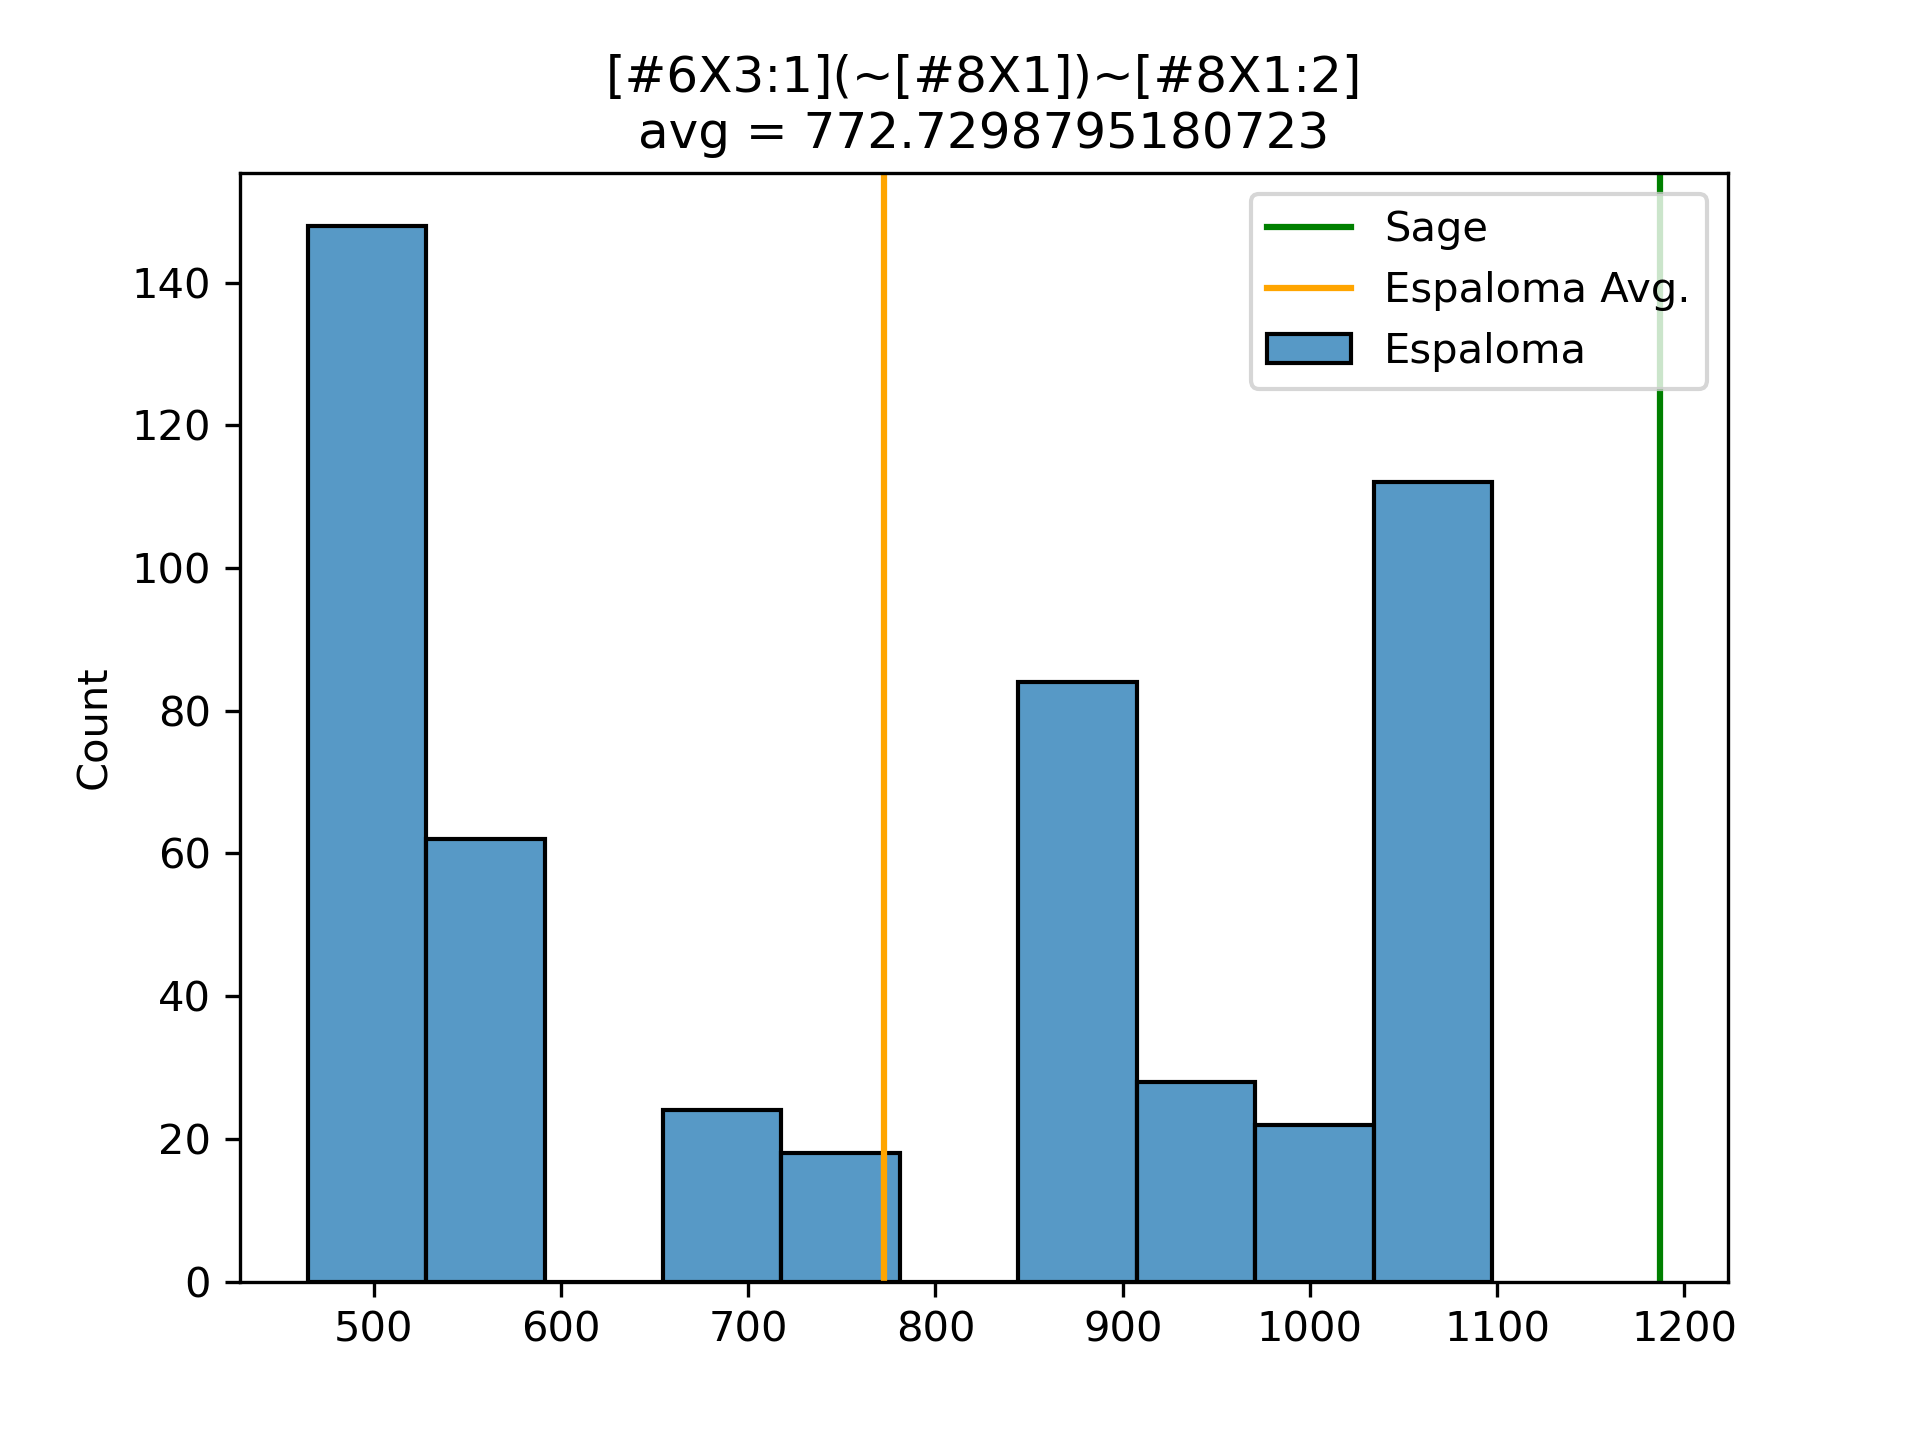 [#6X3:1](~[#8X1])~[#8X1:2]
avg = 772.7298795180723
Sage
Espaloma Avg.
Espaloma
Count
140
120
100
80
60
40
20
0
500 600 700 800 900 1000 1100 1200